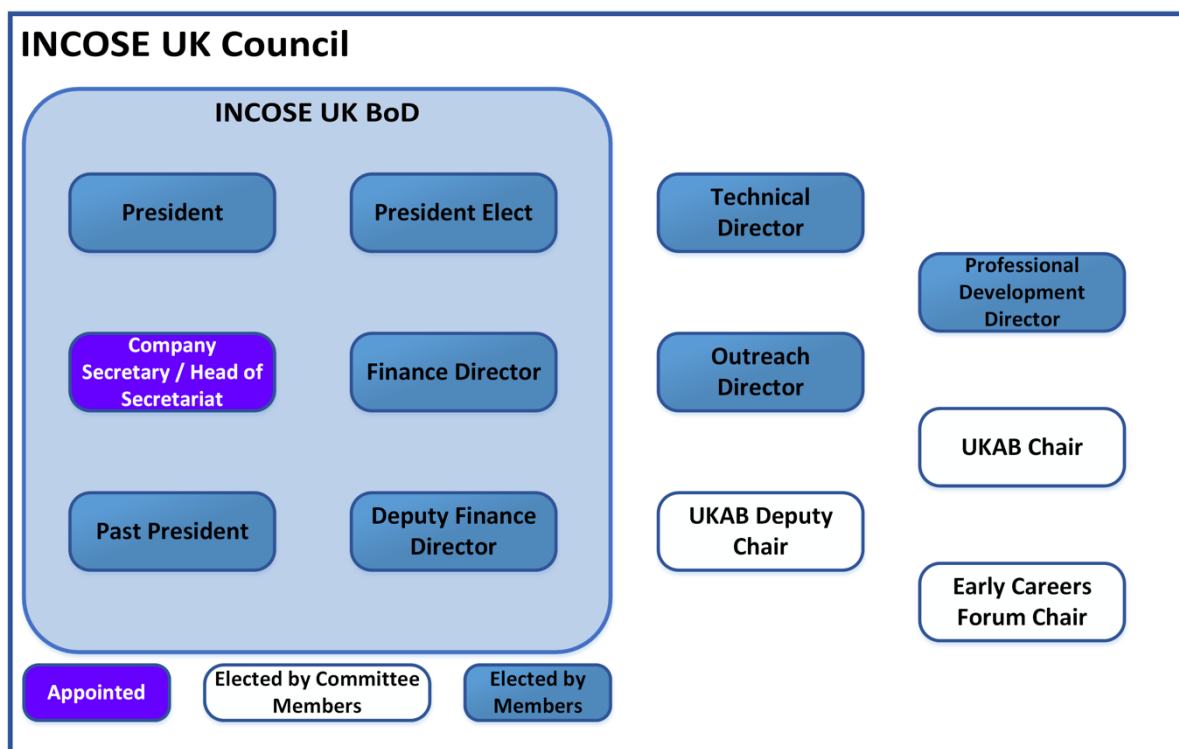 INCOSE UK Council
INCOSE UK BoD
President
President Elect
Technical
Director
Professional
Development
Director
Company
Secretary / Head of
Secretariat
Finance Director
Outreach
Director
UKAB Chair
Past President
Deputy Finance
Director
UKAB Deputy
Chair
Early Careers
Forum Chair
Appointed
Elected by Committee
Members
Elected by
Members